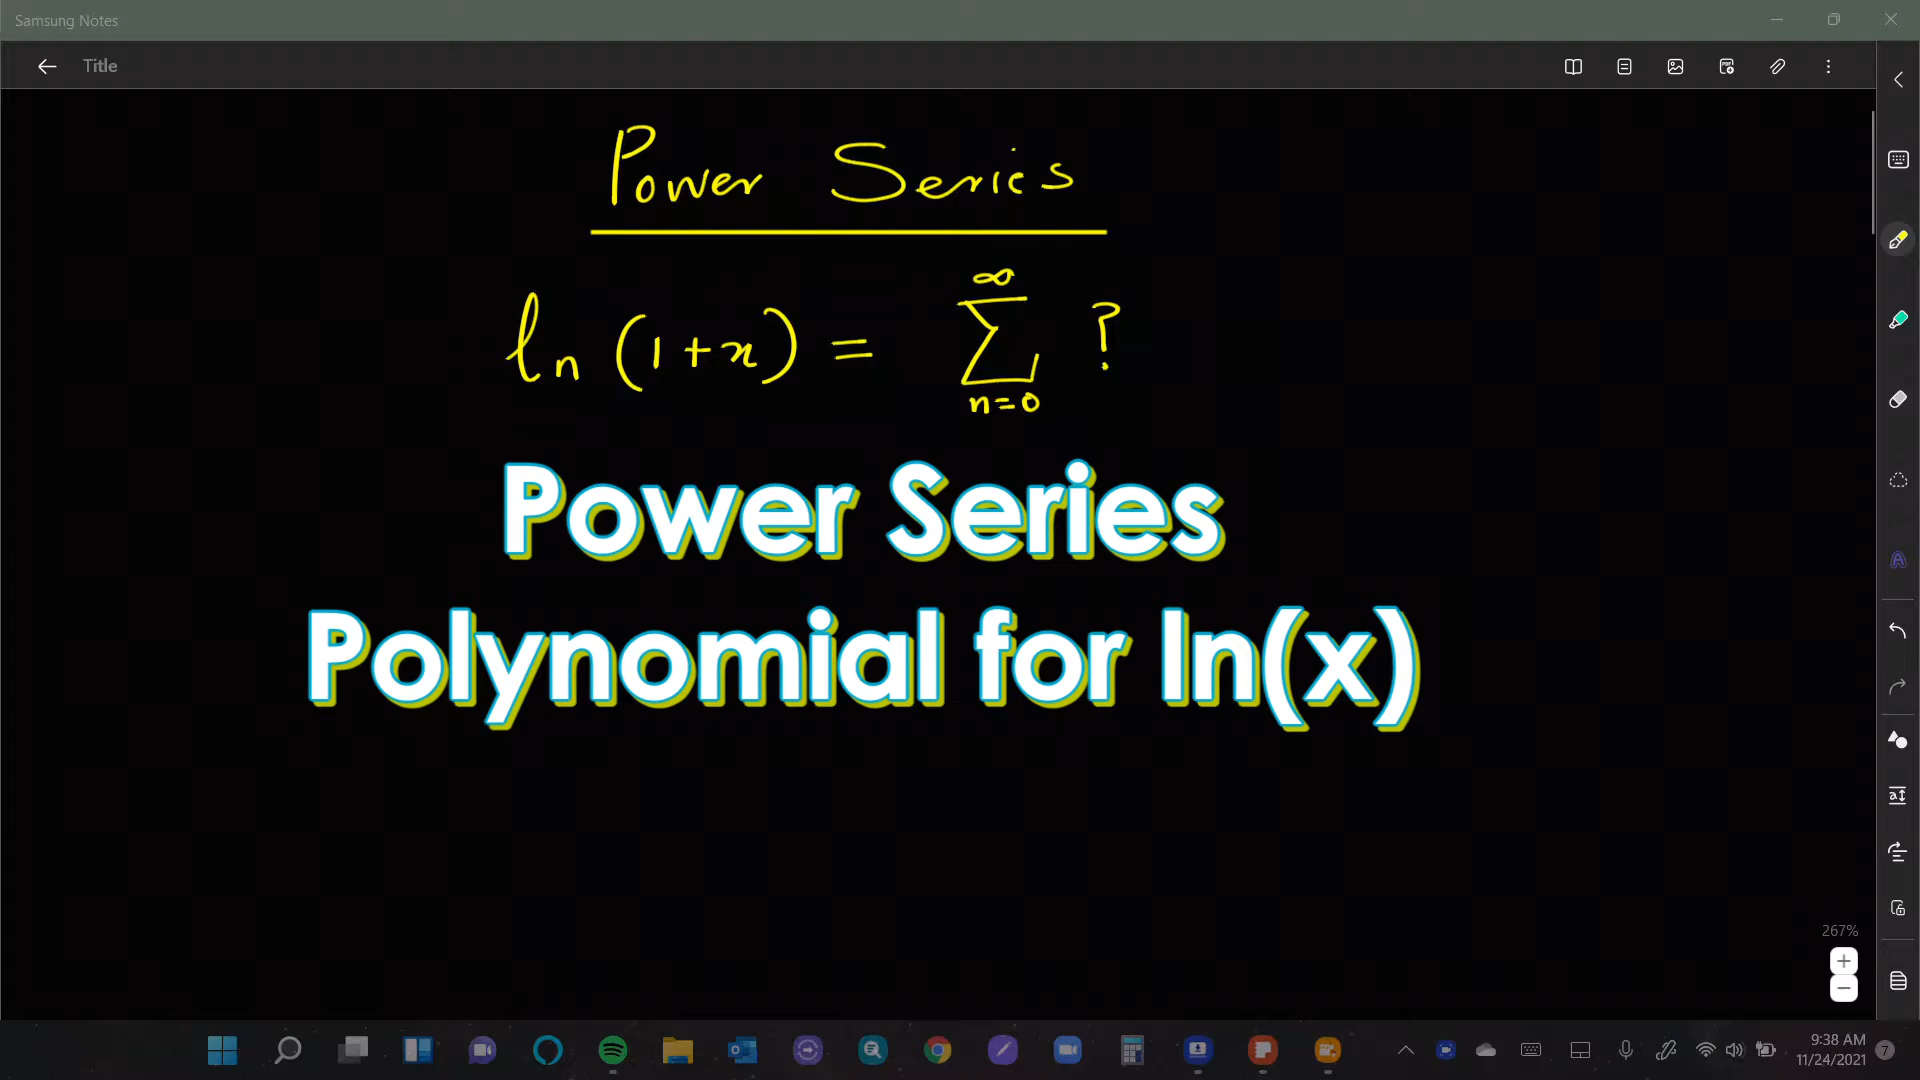 Samsung Notes
Title
Power Series
ln (1+x) = ∞ ∑ n=0 ?
Power Series
Polynomial for ln(x)
267%
+
−
9:38 AM
11/24/2021
7